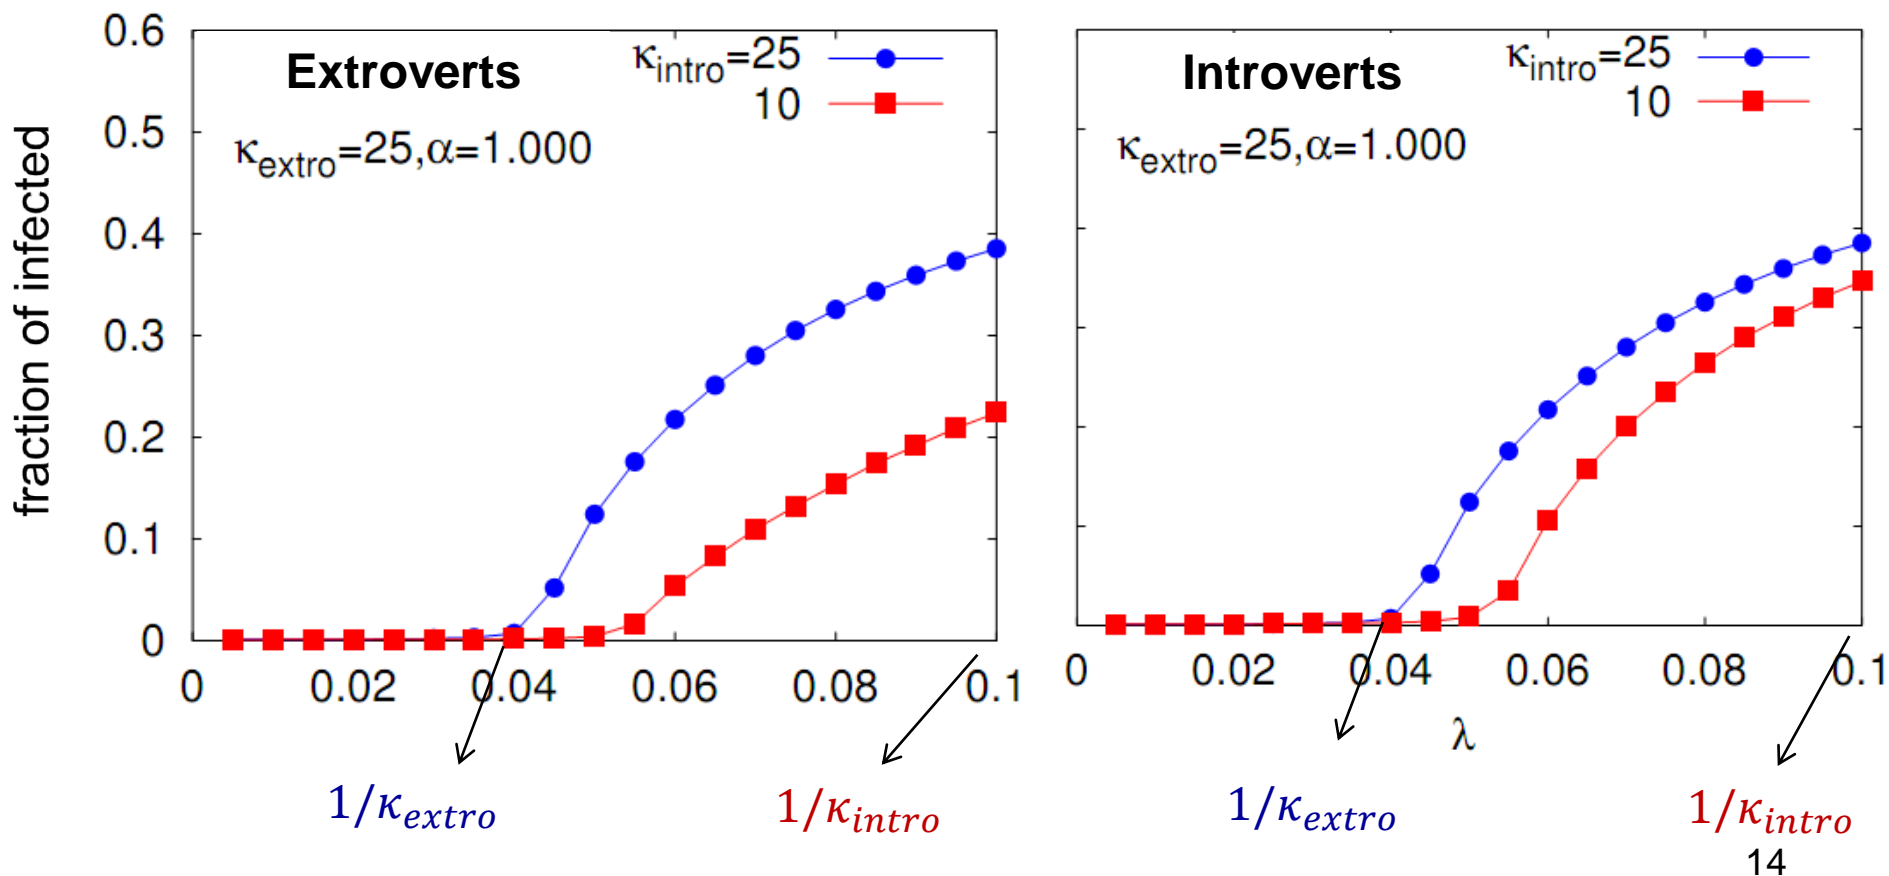 Extroverts
κintro=25
10
κextro=25,α=1.000
fraction of infected
0.6
0.5
0.4
0.3
0.2
0.1
0
0 0.02 0.04 0.06 0.08 0.1
1/κextro
1/κintro
Introverts
κintro=25
10
κextro=25,α=1.000
0 0.02 0.04 0.06 0.08 0.1
λ
1/κextro
1/κintro
14